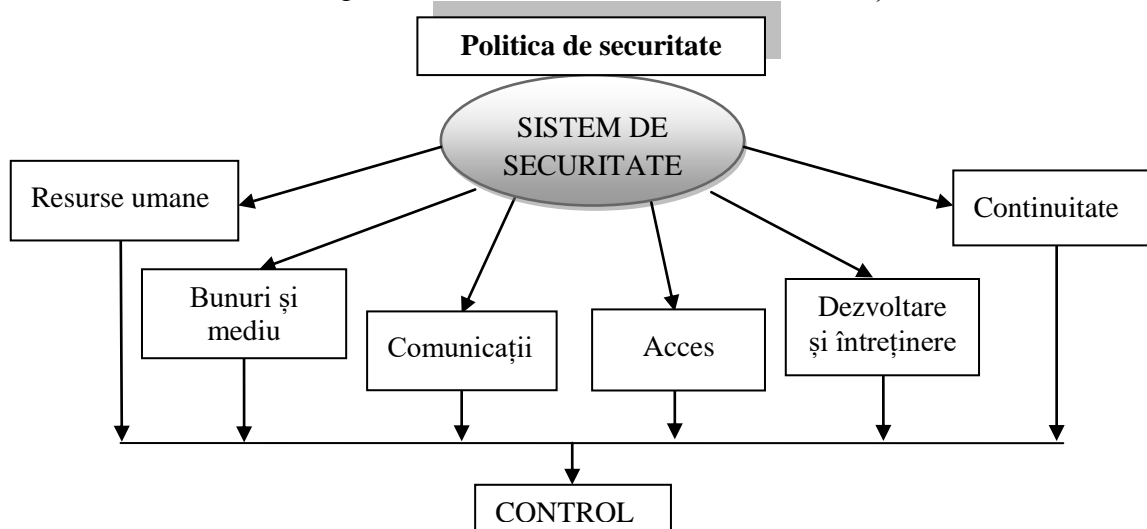 Politica de securitate
SISTEM DE
SECURITATE
Resurse umane
Continuitate
Bunuri și
mediu
Comunicații
Acces
Dezvoltare
și întreținere
CONTROL